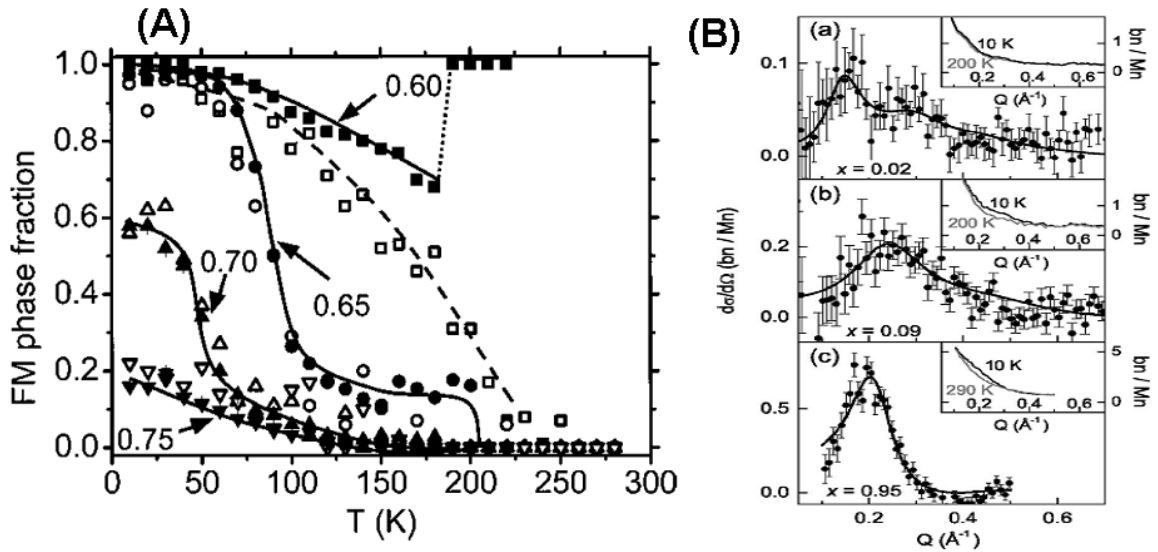 (A)
1.0
0.8
0.6
0.4
0.2
0.0
FM phase fraction
0.60
0.70
0.65
0.75
0 50 100 150 200 250 300
T (K)
(B)
(a)
0.1
0.0
x = 0.02
10 K
200 K
0.2 0.4 0,6
Q (Å⁻¹)
1
0
bn / Mn
(b)
0.2
0.0
x = 0.09
10 K
200 K
0.2 0.4 0,6
Q (Å⁻¹)
1
0
bn / Mn
dσ/dΩ (bn / Mn)
(c)
0.5
0.0
x = 0.95
10 K
290 K
0.2 0.4 0,6
Q (Å⁻¹)
5
0
bn / Mn
0.2 0.4 0.6
Q (Å⁻¹)